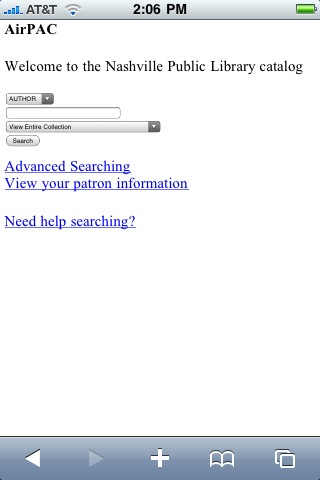 AT&T 2:06 PM
AirPAC
Welcome to the Nashville Public Library catalog
AUTHOR
View Entire Collection
Search
Advanced Searching
View your patron information
Need help searching?